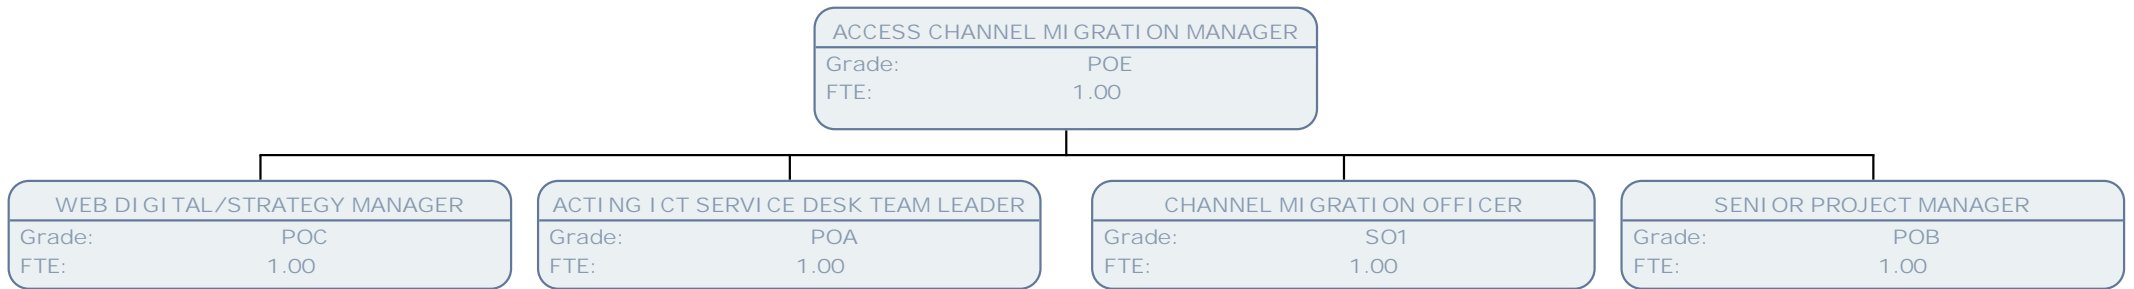 ACCESS CHANNEL MIGRATION MANAGER
Grade: POE
FTE: 1.00
WEB DIGITAL/STRATEGY MANAGER
Grade: POC
FTE: 1.00
ACTING ICT SERVICE DESK TEAM LEADER
Grade: POA
FTE: 1.00
CHANNEL MIGRATION OFFICER
Grade: SO1
FTE: 1.00
SENIOR PROJECT MANAGER
Grade: POB
FTE: 1.00